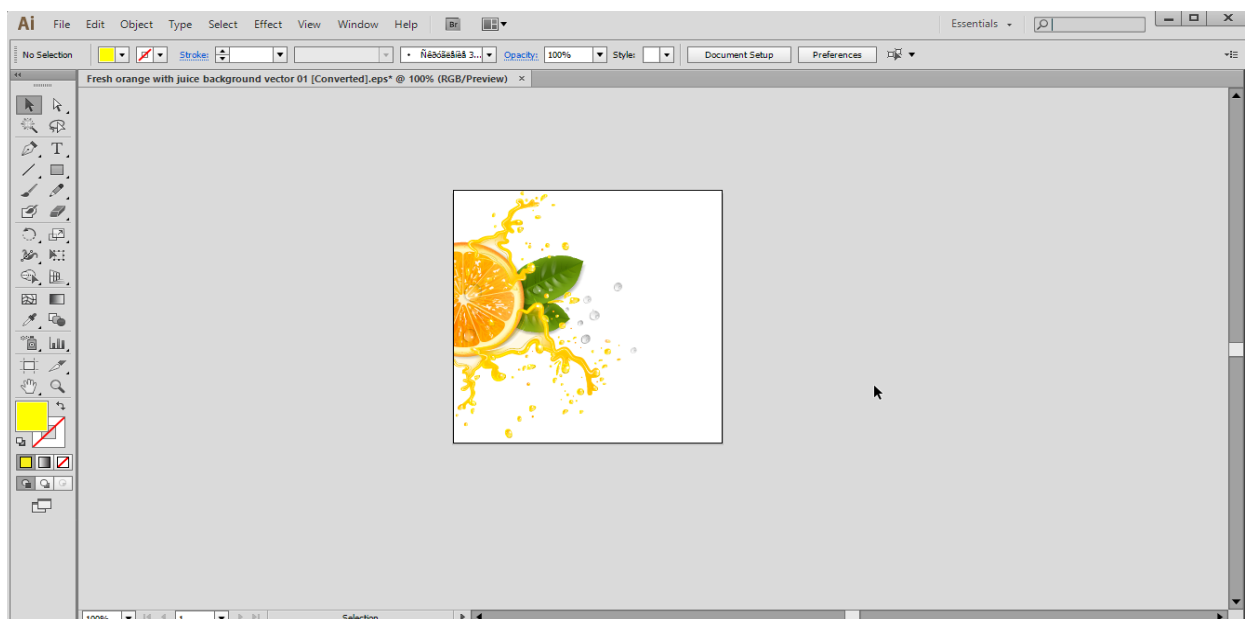 Ai File Edit Object Type Select Effect View Window Help Br Essentials
No Selection Stroke: Ñêðóãëåíèå 3... Opacity: 100% Style: Document Setup Preferences
Fresh orange with juice background vector 01 [Converted].eps* @ 100% (RGB/Preview) ×
100% 1 Selection